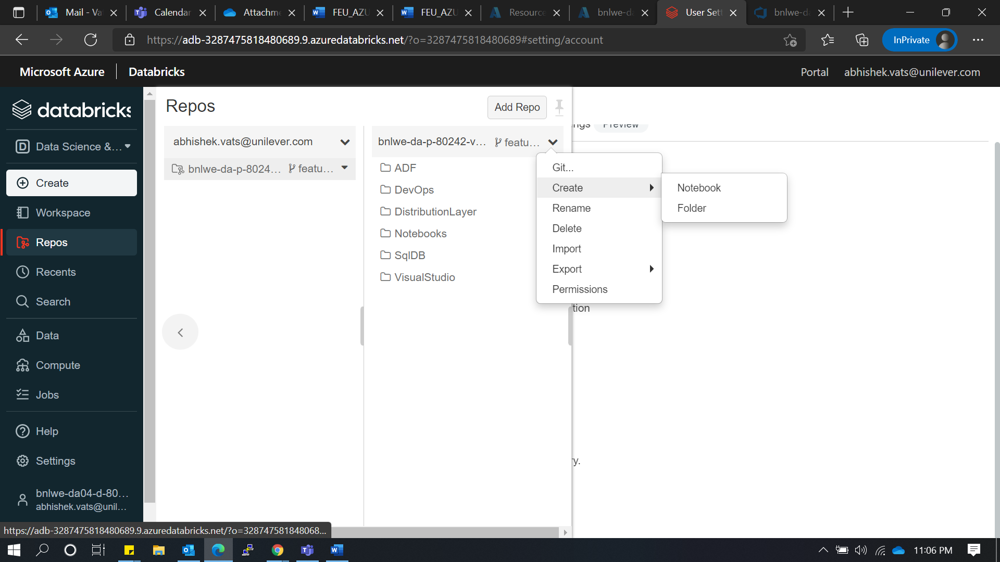 Mail - Va
Calendar
Attachme
FEU_AZU
FEU_AZU
Resource
bnlwe-da
User Sett
bnlwe-da
https://adb-3287475818480689.9.azuredatabricks.net/?o=3287475818480689#setting/account
InPrivate
Microsoft Azure
Databricks
Portal
abhishek.vats@unilever.com
databricks
Data Science &...
Create
Workspace
Repos
Recents
Search
Data
Compute
Jobs
Help
Settings
bnlwe-da04-d-80...
abhishek.vats@unil...
Repos
Add Repo
abhishek.vats@unilever.com
bnlwe-da-p-8024...
featu...
bnlwe-da-p-80242-v...
featu...
ADF
DevOps
DistributionLayer
Notebooks
SqlDB
VisualStudio
Git...
Create
Rename
Delete
Import
Export
Permissions
Notebook
Folder
ngs
Preview
tion
ry.
https://adb-3287475818480689.9.azuredatabricks.net/?o=328747581848068...
11:06 PM